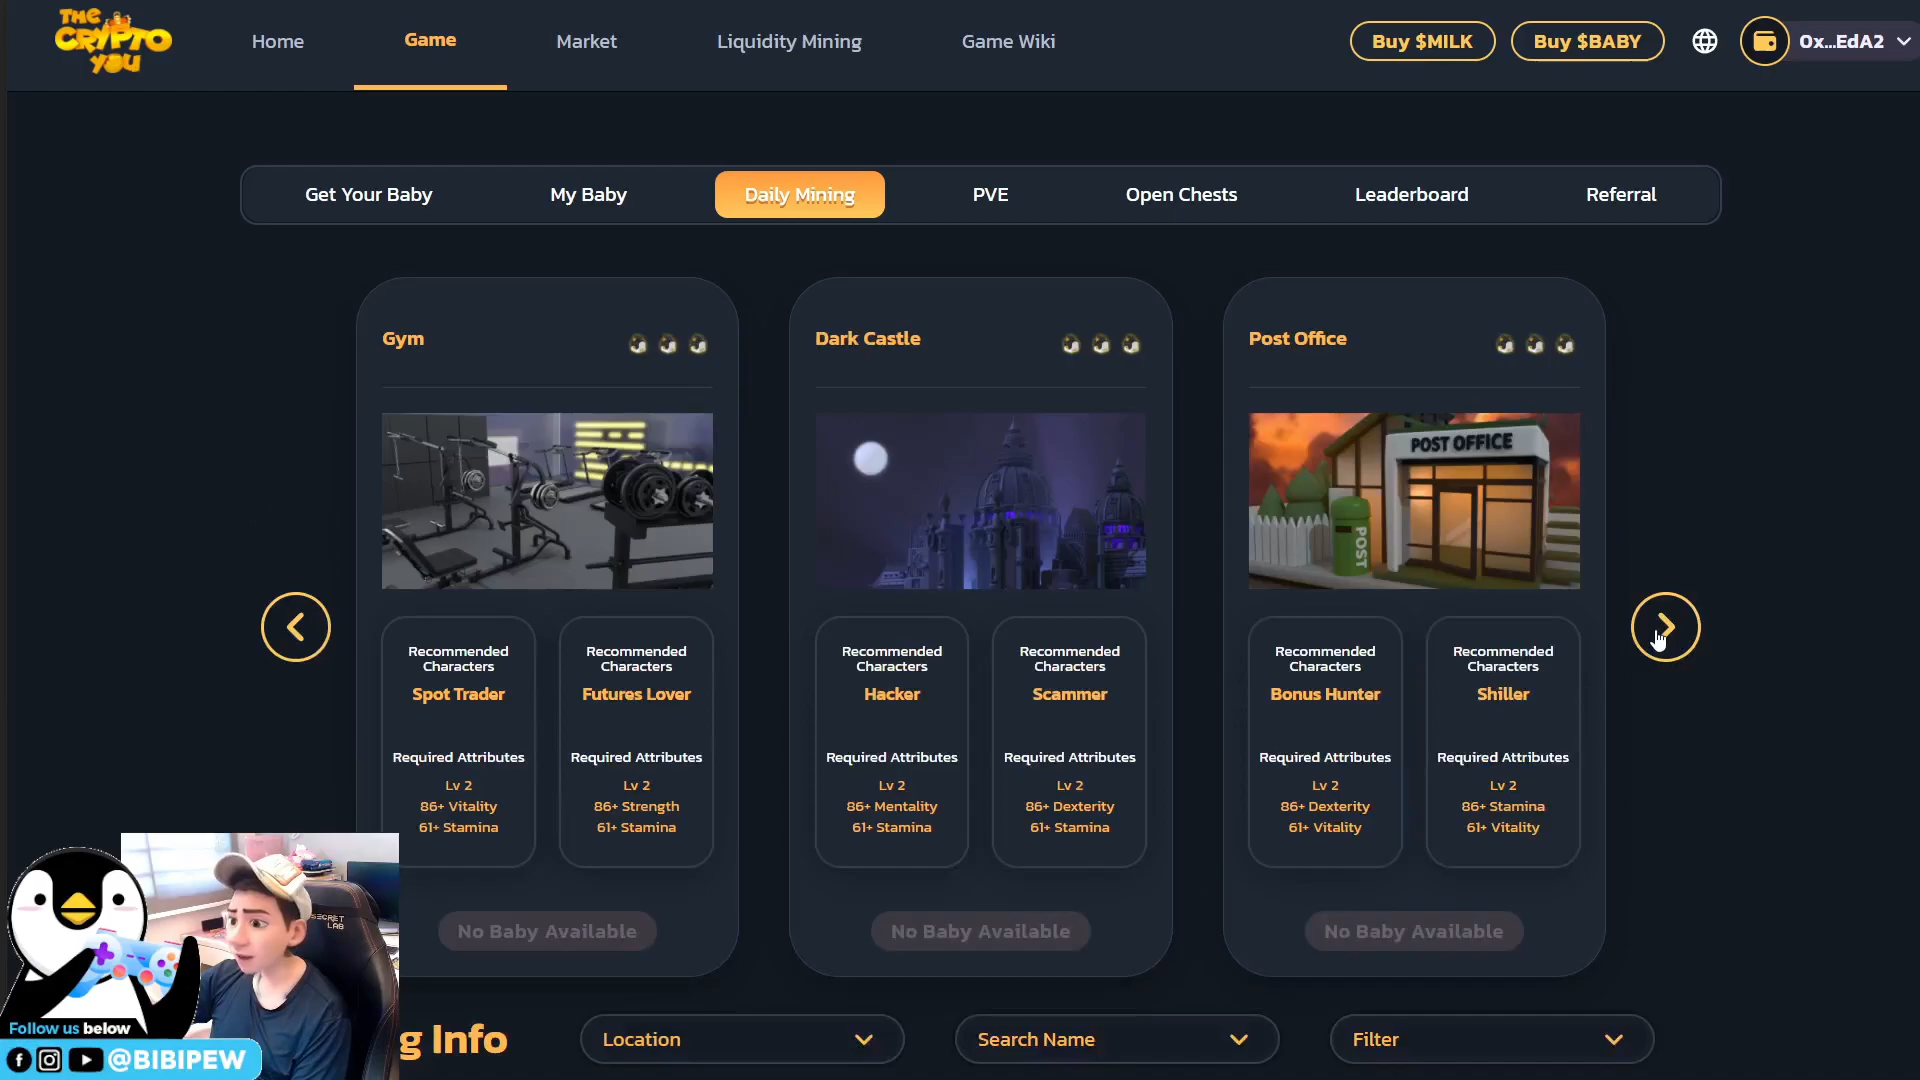 THE CRYPTO YOU
Home
Game
Market
Liquidity Mining
Game Wiki
Buy $MILK
Buy $BABY
0x...EdA2
Get Your Baby
My Baby
Daily Mining
PVE
Open Chests
Leaderboard
Referral
Gym
Recommended
Characters
Spot Trader
Required Attributes
Lv 2
86+ Vitality
61+ Stamina
Recommended
Characters
Futures Lover
Required Attributes
Lv 2
86+ Strength
61+ Stamina
No Baby Available
Dark Castle
Recommended
Characters
Hacker
Required Attributes
Lv 2
86+ Mentality
61+ Stamina
Recommended
Characters
Scammer
Required Attributes
Lv 2
86+ Dexterity
61+ Stamina
No Baby Available
Post Office
POST OFFICE
POST
Recommended
Characters
Bonus Hunter
Required Attributes
Lv 2
86+ Dexterity
61+ Vitality
Recommended
Characters
Shiller
Required Attributes
Lv 2
86+ Stamina
61+ Vitality
No Baby Available
SECRET
LAB
Follow us below
@BIBIPEW
g Info
Location
Search Name
Filter